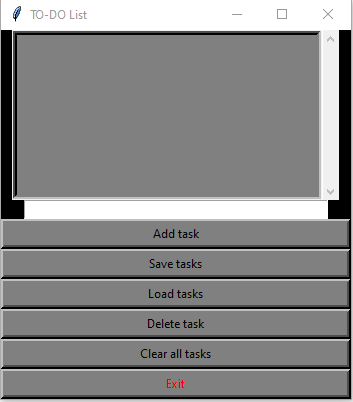 TO-DO List
Add task
Save tasks
Load tasks
Delete task
Clear all tasks
Exit